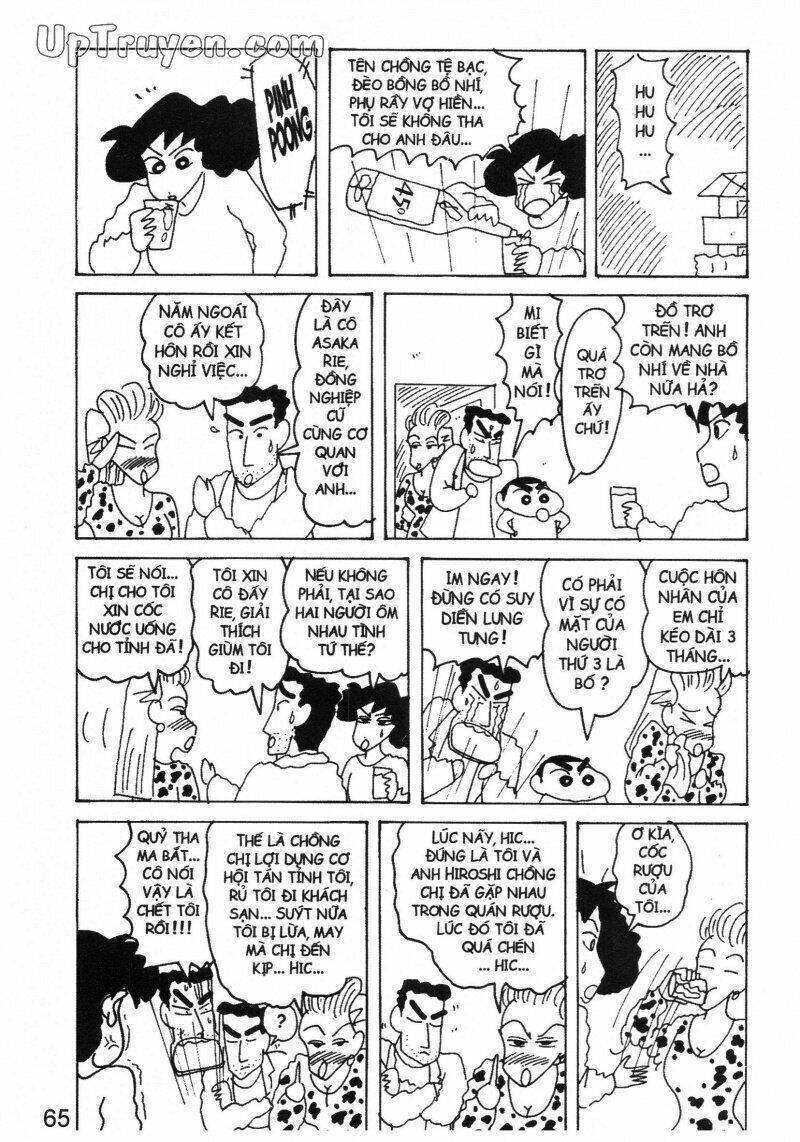 UpTruyen.com
HU
HU
HU
...
TÊN CHỒNG TỆ BẠC,
ĐÈO BỒNG BỒ NHÍ,
PHỤ RẪY VỢ HIỀN...
TÔI SẼ KHÔNG THA
CHO ANH ĐÂU...
45°
PINH
POONG
ĐỒ TRƠ
TRẼN! ANH
CÒN MANG BỒ
NHÍ VỀ NHÀ
NỮA HẢ?
QUÁ
TRƠ
TRẼN
ẤY
CHỨ!
MI
BIẾT
GÌ
MÀ
NÓI!
ĐÂY
LÀ CÔ
ASAKA
RIE,
ĐỒNG
NGHIỆP
CŨ
CÙNG CƠ
QUAN
VỚI
ANH...
NĂM NGOÁI
CÔ ẤY KẾT
HÔN RỒI XIN
NGHỈ VIỆC...
CUỘC HÔN
NHÂN CỦA
EM CHỈ
KÉO DÀI 3
THÁNG...
CÓ PHẢI
VÌ SỰ CÓ
MẶT CỦA
NGƯỜI
THỨ 3 LÀ
BỐ?
IM NGAY!
ĐỪNG CÓ SUY
DIỄN LUNG
TUNG!
NẾU KHÔNG
PHẢI, TẠI SAO
HAI NGƯỜI ÔM
NHAU TÌNH
TỨ THẾ?
TÔI XIN
CÔ ĐẤY
RIE, GIẢI
THÍCH
GIÙM TÔI
ĐI!
TÔI SẼ NÓI...
CHỊ CHO TÔI
XIN CỐC
NƯỚC UỐNG
CHO TỈNH ĐÃ!
Ơ KÌA,
CỐC
RƯỢU
CỦA
TÔI...
LÚC NÃY, HIC...
ĐÚNG LÀ TÔI VÀ
ANH HIROSHI CHỒNG
CHỊ ĐÃ GẶP NHAU
TRONG QUÁN RƯỢU.
LÚC ĐÓ TÔI ĐÃ
QUÁ CHÉN
... HIC...
THẾ LÀ CHỒNG
CHỊ LỢI DỤNG CƠ
HỘI TÁN TỈNH TÔI,
RỦ TÔI ĐI KHÁCH
SẠN... SUÝT NỮA
TÔI BỊ LỪA, MAY
MÀ CHỊ ĐẾN
KỊP... HIC...
?
QUỶ THA
MA BẮT...
CÔ NÓI
VẬY LÀ
CHẾT TÔI
RỒI!!!
65